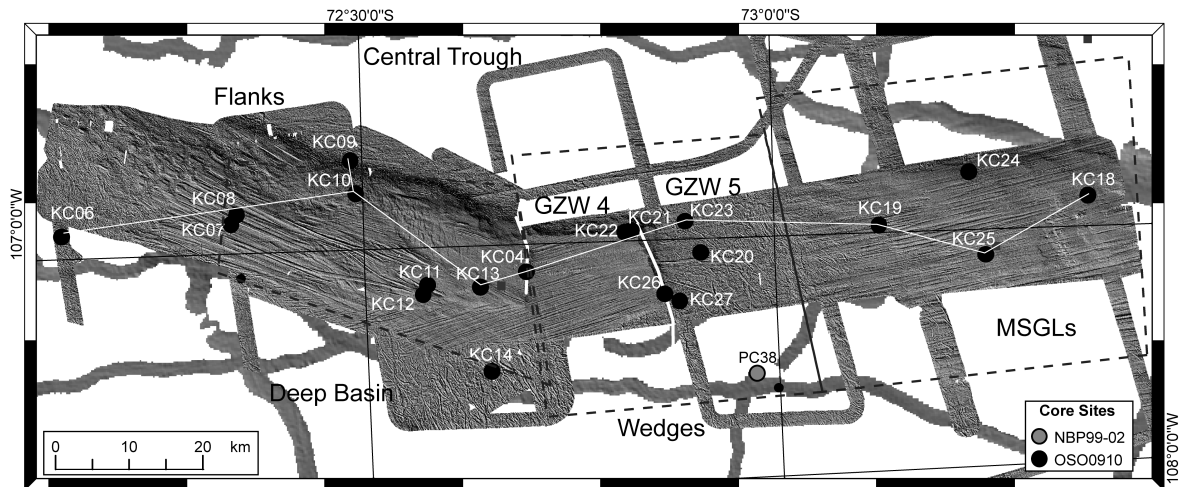 72°30'0"S
73°0'0"S
Central Trough
Flanks
KC09
KC10
KC24
KC18
GZW 5
107°0'0"W
KC08
KC06
KC07
GZW 4
KC21
KC23
KC19
KC22
KC04
KC20
KC25
KC11
KC13
KC12
KC26
KC27
MSGLs
KC14
PC38
Deep Basin
Wedges
Core Sites
NBP99-02
OSO0910
0 10 20 km
108°0'0"W